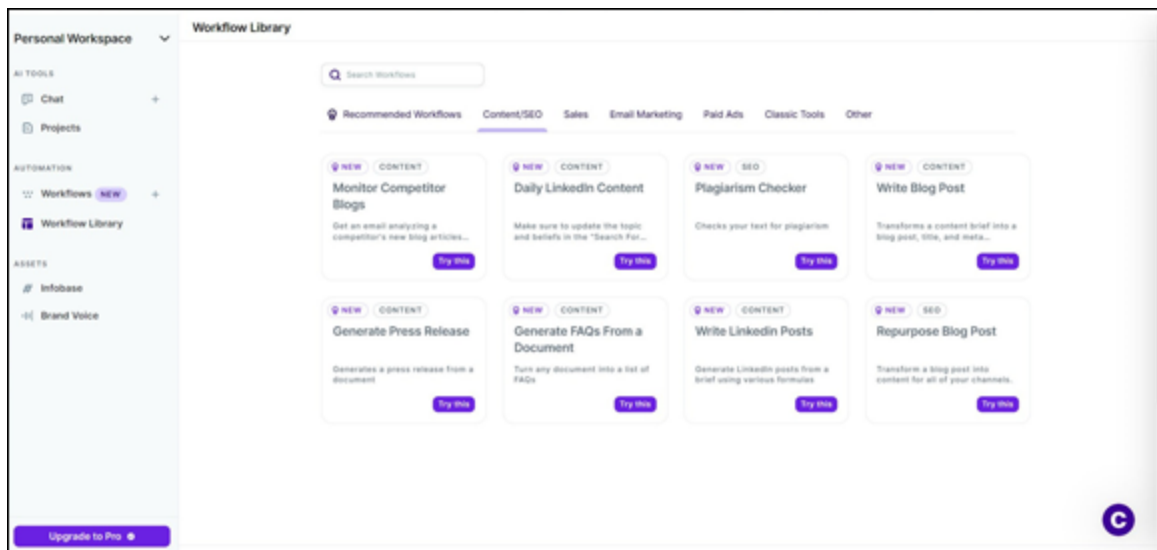 Personal Workspace
Workflow Library
Search Workflows
AI TOOLS
Chat
Projects
AUTOMATION
Workflows NEW
Workflow Library
ASSETS
Infobase
Brand Voice
Upgrade to Pro
Recommended Workflows Content/SEO Sales Email Marketing Paid Ads Classic Tools Other
NEW CONTENT
Monitor Competitor
Blogs
Get an email analyzing a
competitor's new blog articles...
Try this
NEW CONTENT
Daily LinkedIn Content
Make sure to update the topic
and beliefs in the "Search For...
Try this
NEW SEO
Plagiarism Checker
Checks your text for plagiarism
Try this
NEW CONTENT
Write Blog Post
Transforms a content brief into a
blog post, title, and meta...
Try this
NEW CONTENT
Generate Press Release
Generates a press release from a
document
Try this
NEW CONTENT
Generate FAQs From a
Document
Turn any document into a list of
FAQs
Try this
NEW CONTENT
Write Linkedin Posts
Generate LinkedIn posts from a
brief using various formulas
Try this
NEW SEO
Repurpose Blog Post
Transform a blog post into
content for all of your channels.
Try this
C